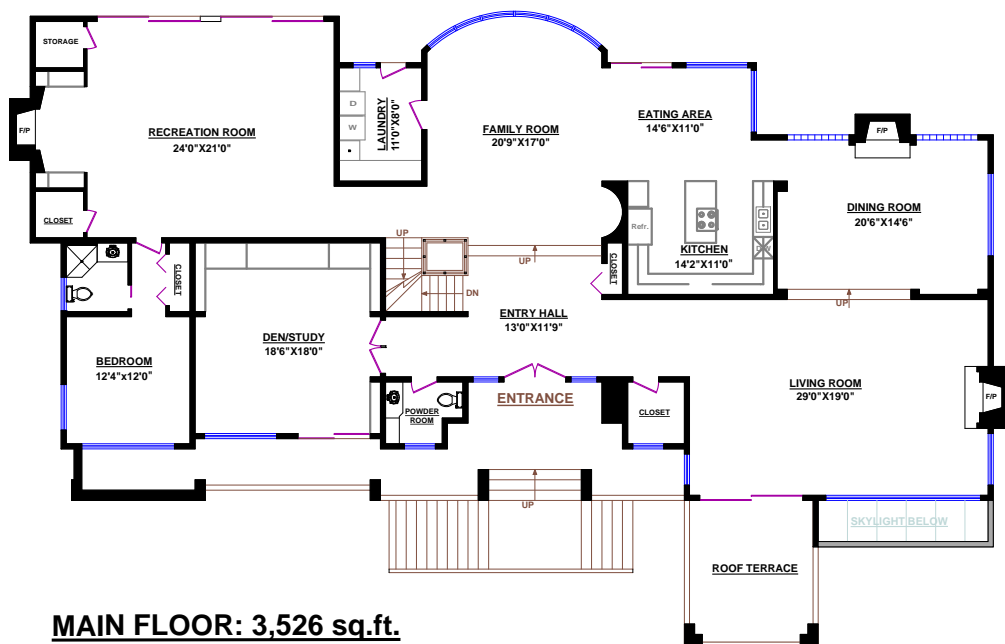 STORAGE
F/P
RECREATION ROOM
24'0"X21'0"
CLOSET
D
W
LAUNDRY
11'0"X8'0"
FAMILY ROOM
20'9"X17'0"
EATING AREA
14'6"X11'0"
F/P
DINING ROOM
20'6"X14'6"
Refr.
KITCHEN
14'2"X11'0"
D/W
UP
UP
DN
CLOSET
CLOSET
ENTRY HALL
13'0"X11'9"
UP
BEDROOM
12'4"x12'0"
DEN/STUDY
18'6"X18'0"
LIVING ROOM
29'0"X19'0"
F/P
POWDER
ROOM
ENTRANCE
CLOSET
UP
SKYLIGHT BELOW
ROOF TERRACE
MAIN FLOOR: 3,526 sq.ft.